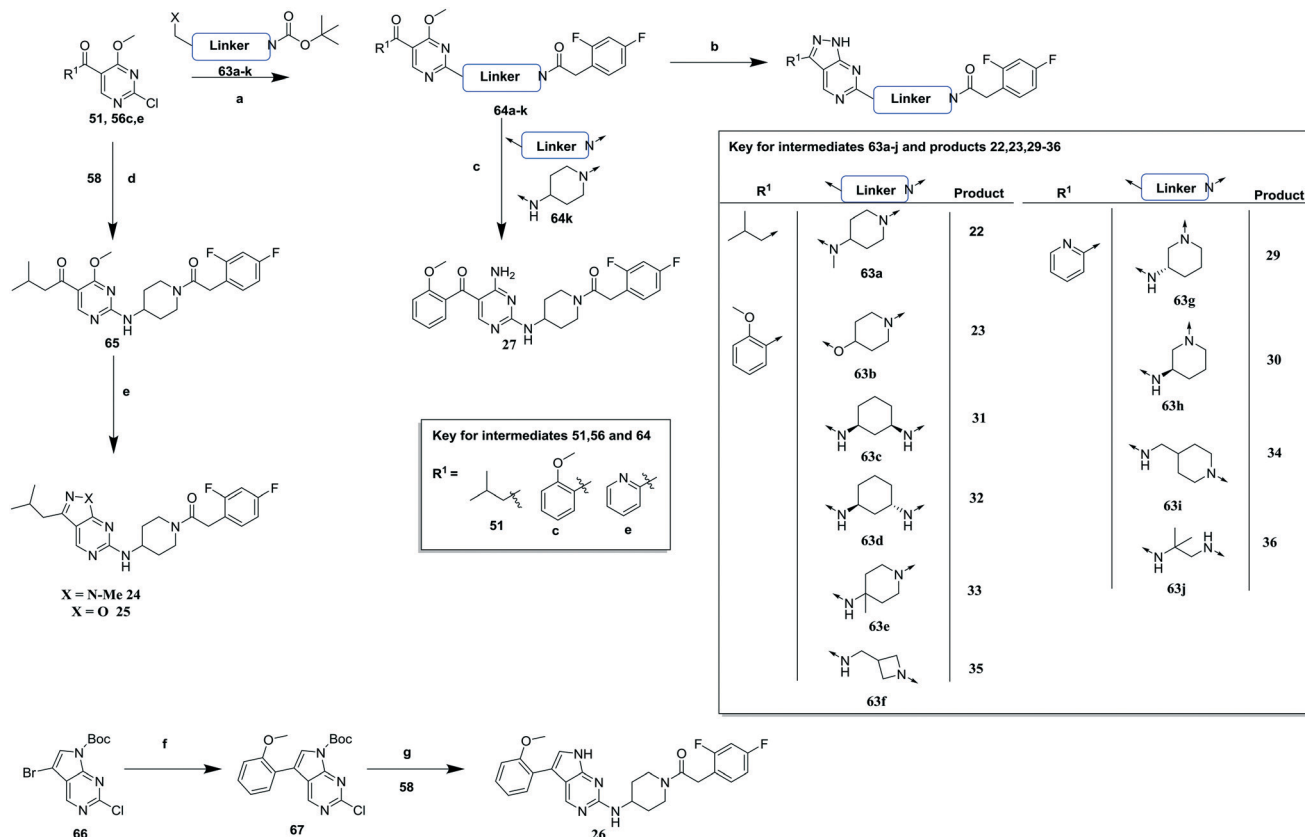 X
O
O
O
Linker
N
O
R1
N
N
Cl
63a-k
a
51, 56c,e
58
d
O
O
R1
N
N
Linker
N
O
F
F
64a-k
b
N
NH
R1
N
N
Linker
N
O
F
F
c
Linker
N
N
NH
64k
O
O
N
N
N
H
N
O
F
F
65
O
O
NH2
N
N
N
H
N
O
F
F
27
e
N
X
N
N
N
H
N
O
F
F
X = N-Me 24
X = O 25
Key for intermediates 51,56 and 64
R1 =
51
O
c
N
e
Key for intermediates 63a-j and products 22,23,29-36
R1
Linker
N
Product
R1
Linker
N
Product
N
N
63a
22
O
N
O
63b
23
N
H
N
H
63c
31
N
H
N
H
63d
32
N
N
H
63e
33
N
H
N
63f
35
N
N
N
H
63g
29
N
N
H
63h
30
N
H
N
63i
34
N
H
H
N
63j
36
Boc
N
Br
N
N
Cl
66
f
O
Boc
N
N
N
Cl
67
g
58
O
NH
N
N
N
H
N
O
F
F
26